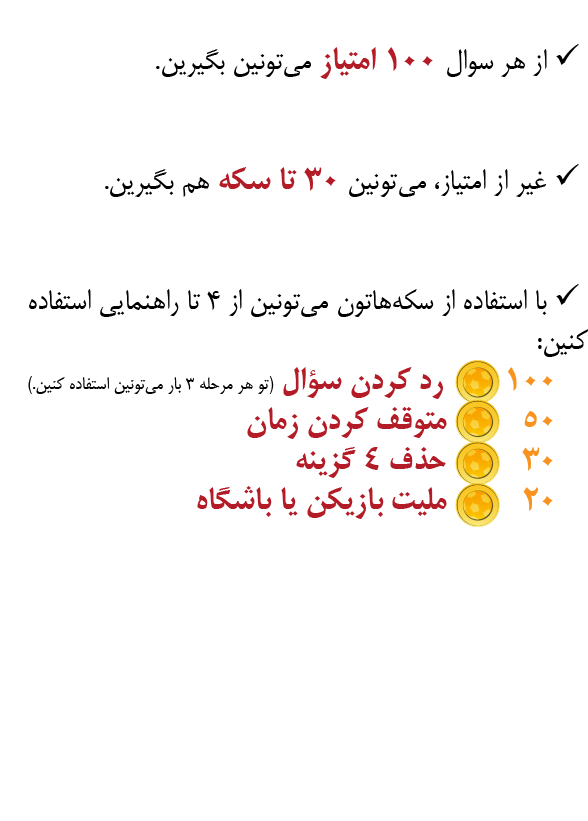 ✓ از هر سوال ۱۰۰ امتیاز می‌تونین بگیرین.
✓ غیر از امتیاز، می‌تونین ۳۰ تا سکه هم بگیرین.
✓ با استفاده از سکه‌هاتون می‌تونین از ۴ تا راهنمایی استفاده
کنین:
۱۰۰ رد کردن سؤال (تو هر مرحله ۳ بار می‌تونین استفاده کنین.)
۵۰ متوقف کردن زمان
۳۰ حذف ٤ گزینه
۲۰ ملیت بازیکن یا باشگاه